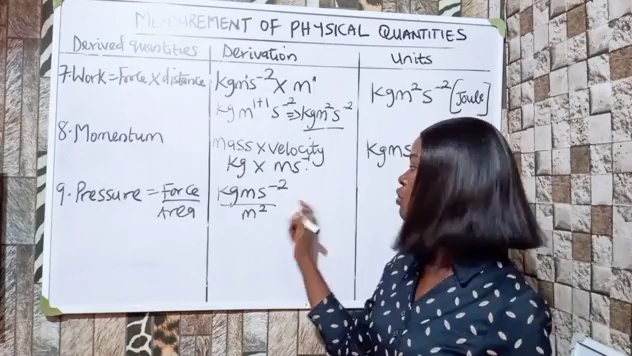 MEASUREMENT OF PHYSICAL QUANTITIES
Derived quantities Derivation Units
7. Work = Force x distance kgm¹s⁻² x m¹ kgm²s⁻² [Joule]
kgm¹⁺¹s⁻² ⇒ kgm²s⁻²
8. Momentum mass x velocity kgms
kg x ms⁻¹
9. Pressure = Force/Area kgms⁻²/m²